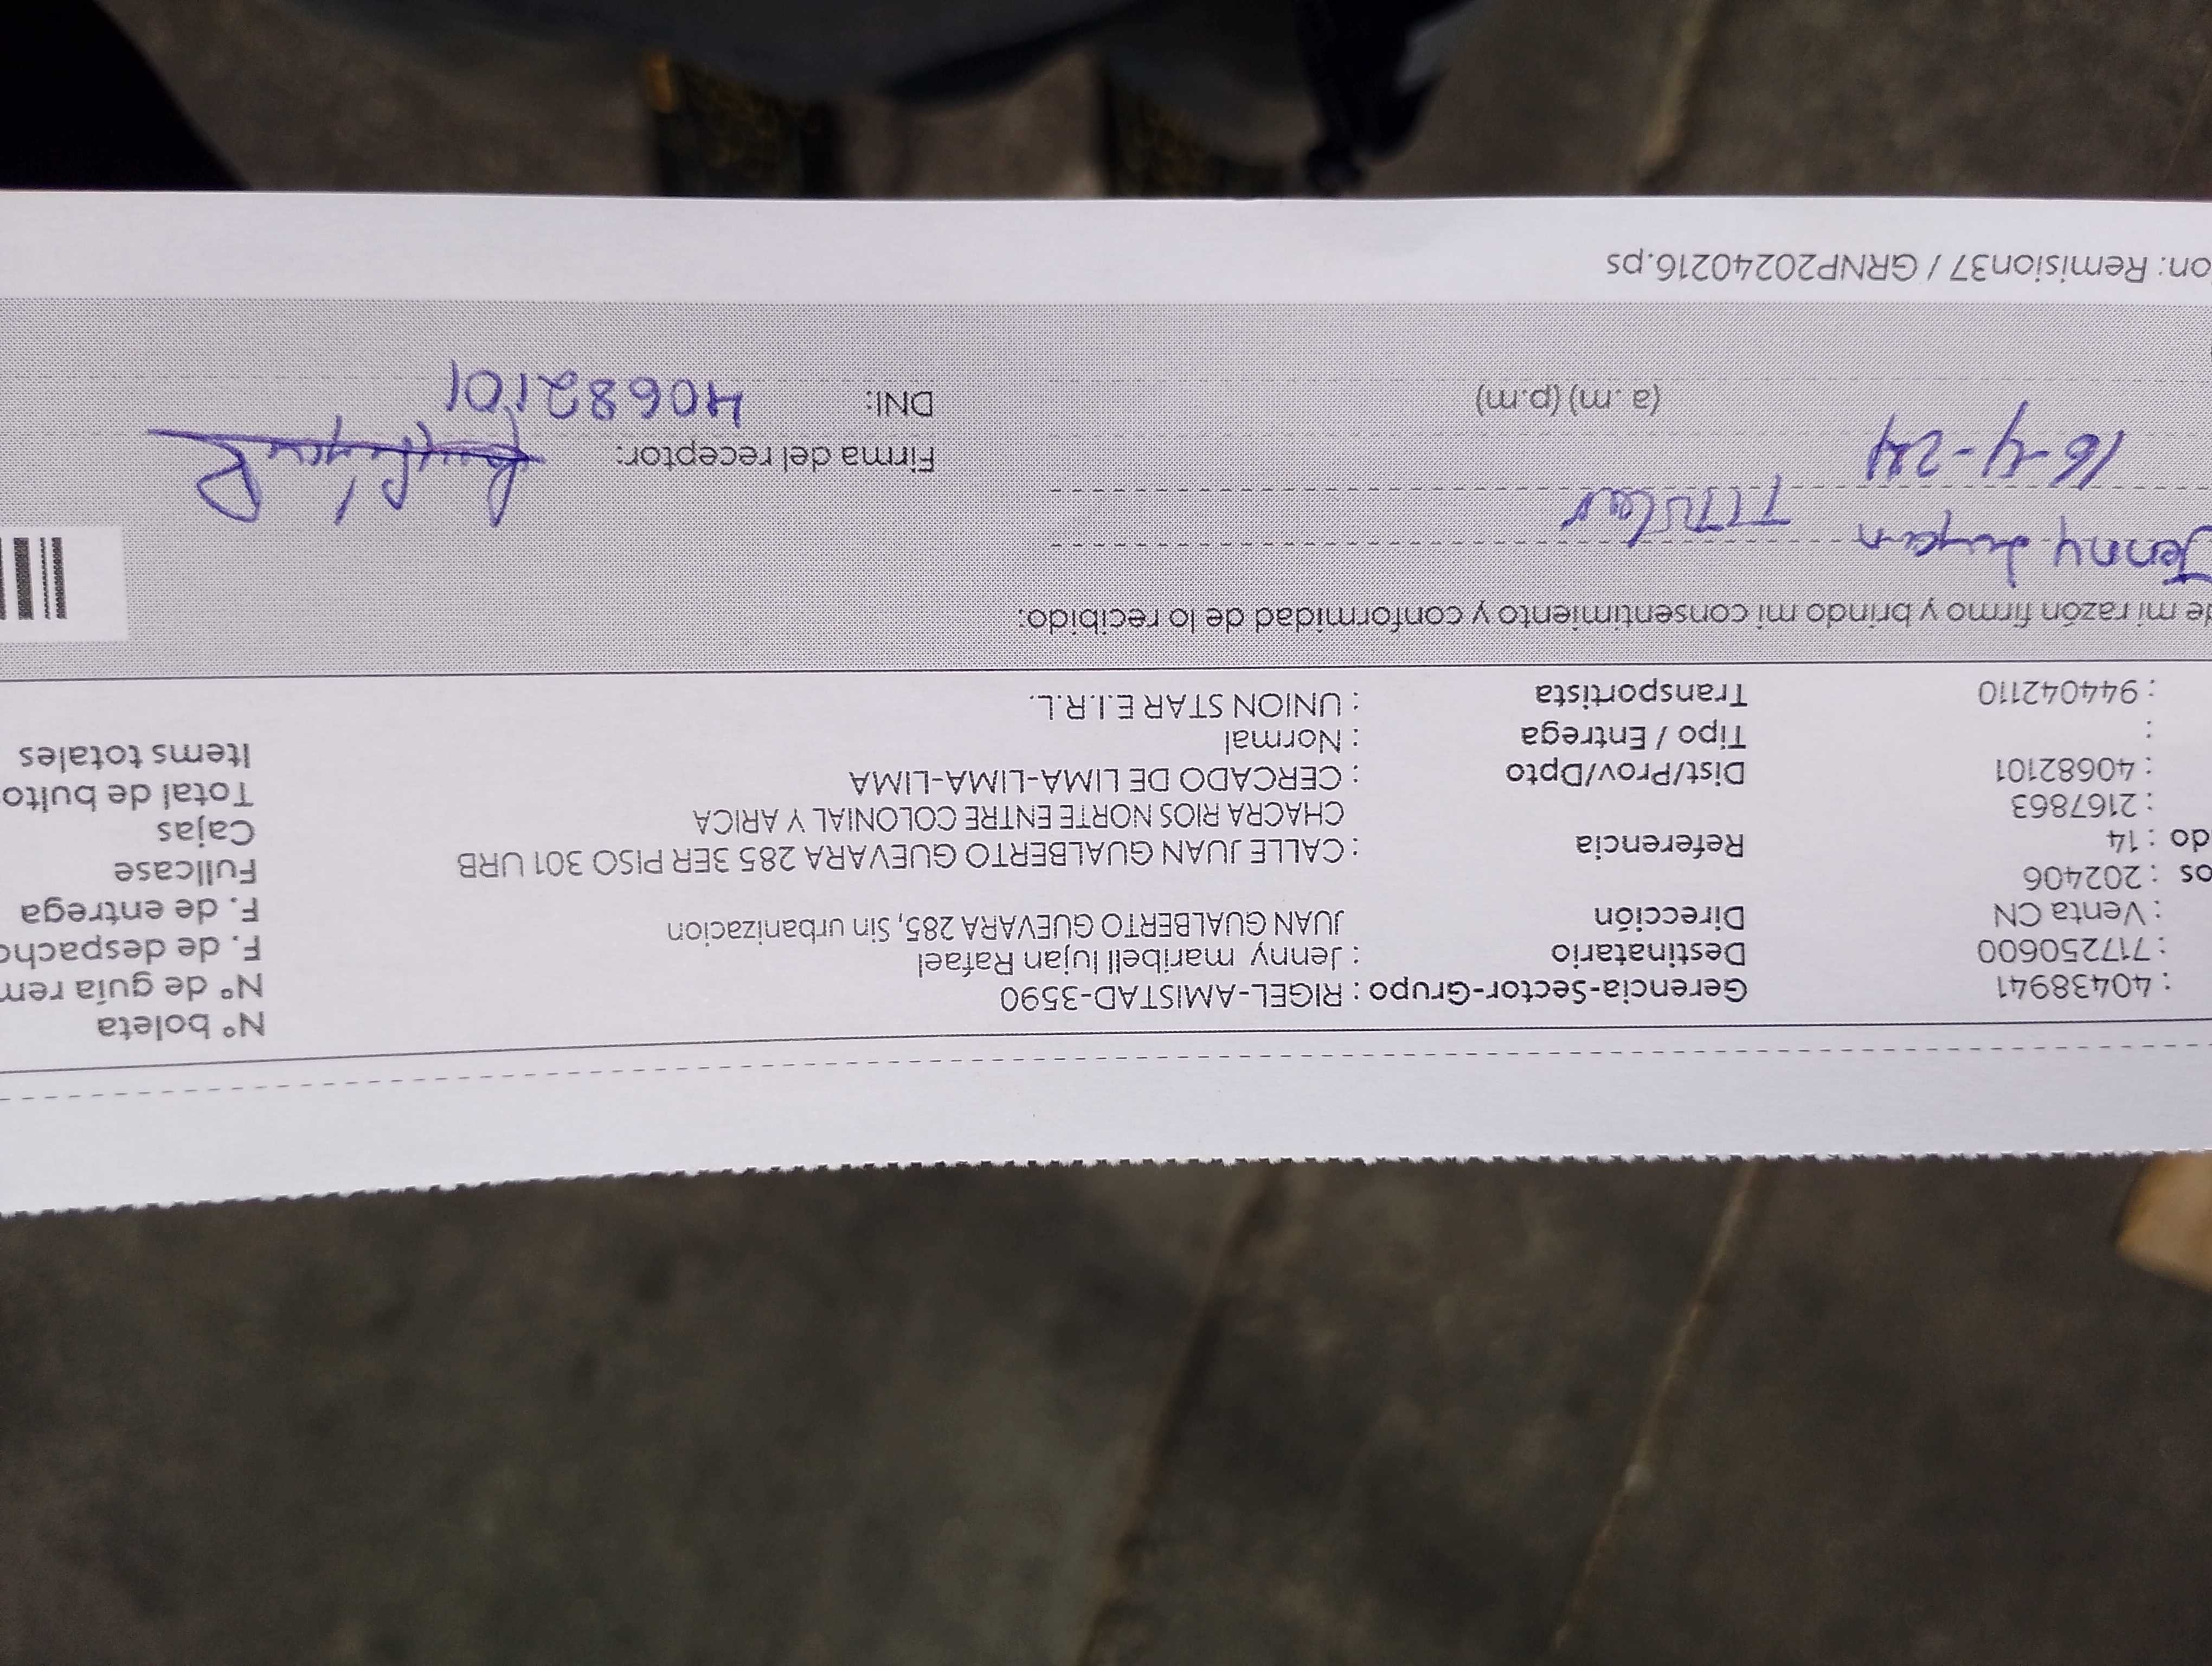 Nº boleta
: 40438941 Gerencia-Sector-Grupo : RIGEL-AMISTAD-3590 Nº de guía rem
: 717250600 Destinatario : Jenny maribell lujan Rafael F. de despacho
: Venta CN Dirección JUAN GUALBERTO GUEVARA 285, Sin urbanizacion F. de entrega
os : 202406 Fullcase
do : 14 Referencia : CALLE JUAN GUALBERTO GUEVARA 285 3ER PISO 301 URB Cajas
: 2167863 CHACRA RIOS NORTE ENTRE COLONIAL Y ARICA Total de bulto
: 40682101 Dist/Prov/Dpto : CERCADO DE LIMA-LIMA-LIMA Items totales
: Tipo / Entrega : Normal
: 944042110 Transportista : UNION STAR E.I.R.L.
de mi razón firmo y brindo mi consentimiento y conformidad de lo recibido:
Jenny Lujan Titular
16-4-24 Firma del receptor:
(a . m) (p.m) DNI: 40682101
on: Remision37 / GRNP20240216.ps